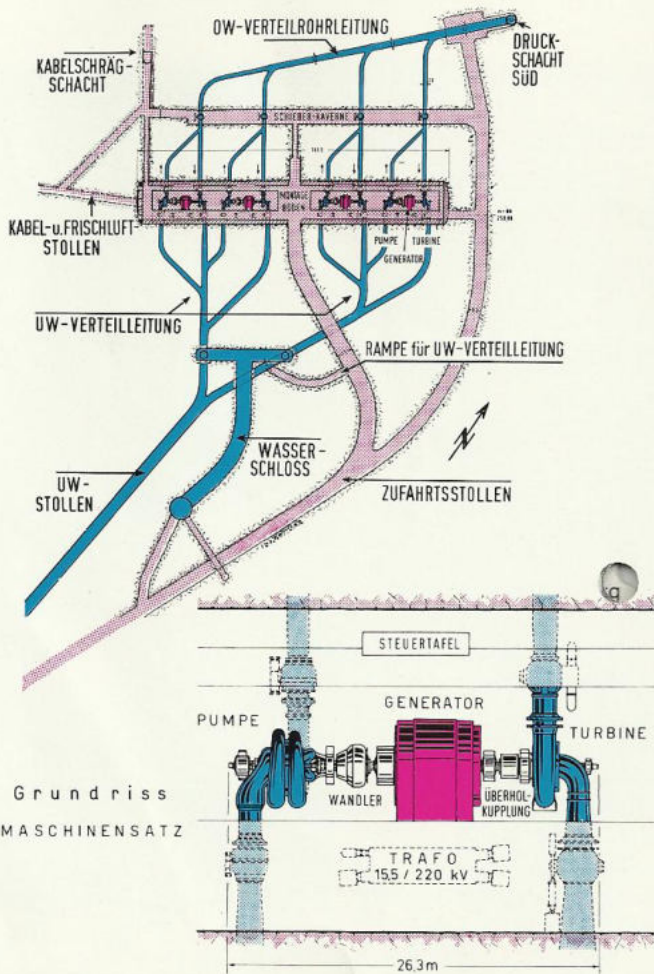 OW-VERTEILROHRLEITUNG
KABELSCHRÄG-
SCHACHT
DRUCK-
SCHACHT
SÜD
SCHIEBER-KAVERNE
MONTAGE
BODEN
KABEL-u.FRISCHLUFT-
STOLLEN
PUMPE
TURBINE
GENERATOR
UW-VERTEILLEITUNG
RAMPE für UW-VERTEILLEITUNG
WASSER-
SCHLOSS
UW-
STOLLEN
ZUFAHRTSSTOLLEN
N
STEUERTAFEL
GENERATOR
PUMPE
TURBINE
WANDLER
ÜBERHOL-
KUPPLUNG
Grundriss
MASCHINENSATZ
TRAFO
15,5 / 220 kV
26,3m